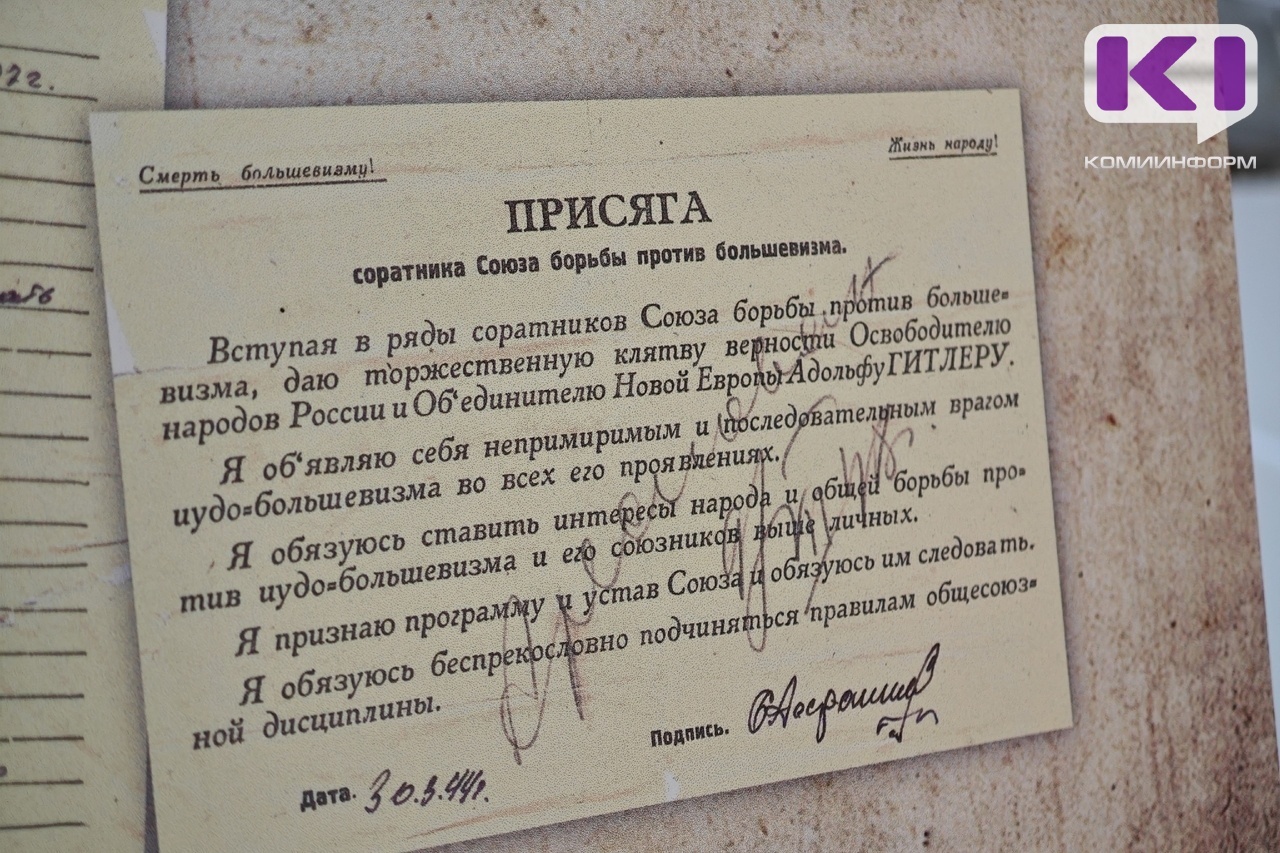 72г.
KI
КОМИИНФОРМ
Смерть большевизму!
Жизнь народу!
ПРИСЯГА
соратника Союза борьбы против большевизма.
Вступая в ряды соратников Союза борьбы против больше=
визма, даю торжественную клятву верности Освободителю
народов России и Об‘единителю Новой Европы Адольфу ГИТЛЕРУ.
Я об‘являю себя непримиримым и последовательным врагом
иудо=большевизма во всех его проявлениях.
Я обязуюсь ставить интересы народа и общей борьбы про=
тив иудо=большевизма и его союзников выше личных.
Я признаю программу и устав Союза и обязуюсь им следовать.
Я обязуюсь беспрекословно подчиняться правилам общесоюз=
ной дисциплины.
Подпись.
Дата. 30.3.44г.